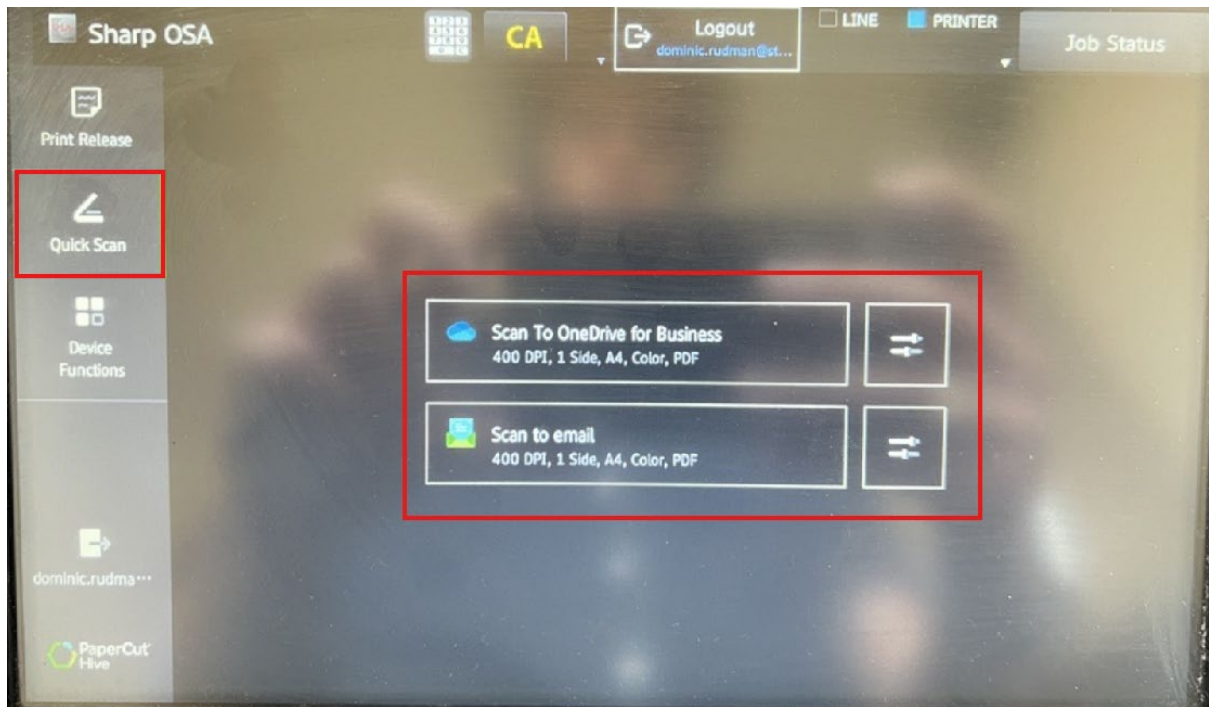 Sharp OSA
CA
Logout
dominic.rudman@st...
LINE
PRINTER
Job Status
Print Release
Quick Scan
Device
Functions
Scan To OneDrive for Business
400 DPI, 1 Side, A4, Color, PDF
Scan to email
400 DPI, 1 Side, A4, Color, PDF
dominic.rudma...
PaperCut
Hive